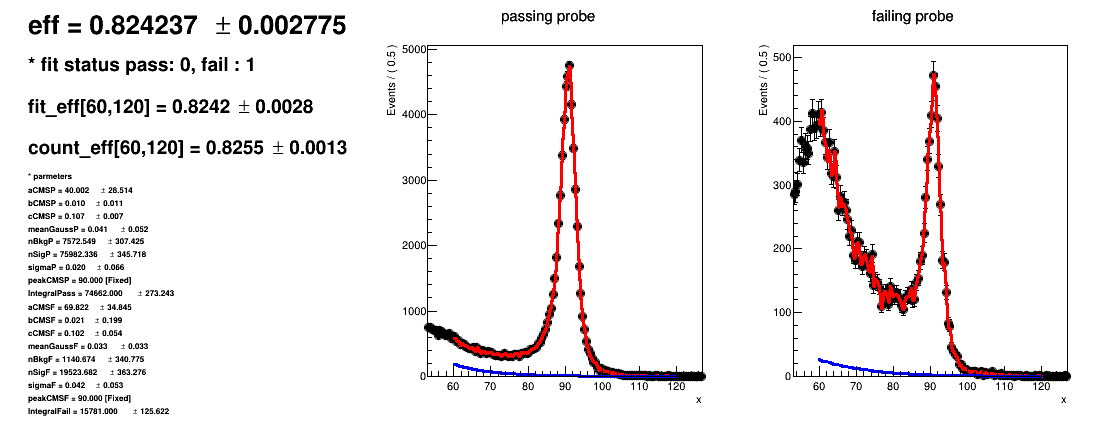 eff = 0.824237 ± 0.002775
* fit status pass: 0, fail : 1
fit_eff[60,120] = 0.8242 ± 0.0028
count_eff[60,120] = 0.8255 ± 0.0013
* parmeters
aCMSP = 40.002 ± 28.514
bCMSP = 0.010 ± 0.011
cCMSP = 0.107 ± 0.007
meanGaussP = 0.041 ± 0.052
nBkgP = 7572.549 ± 307.425
nSigP = 75982.336 ± 345.718
sigmaP = 0.020 ± 0.066
peakCMSP = 90.000 [Fixed]
IntegralPass = 74662.000 ± 273.243
aCMSF = 69.822 ± 34.845
bCMSF = 0.021 ± 0.199
cCMSF = 0.102 ± 0.054
meanGaussF = 0.033 ± 0.033
nBkgF = 1140.674 ± 340.775
nSigF = 19523.682 ± 363.276
sigmaF = 0.042 ± 0.053
peakCMSF = 90.000 [Fixed]
IntegralFail = 15781.000 ± 125.622
passing probe
Events / ( 0.5 )
5000
4000
3000
2000
1000
0
60 70 80 90 100 110 120
x
failing probe
Events / ( 0.5 )
500
400
300
200
100
0
60 70 80 90 100 110 120
x